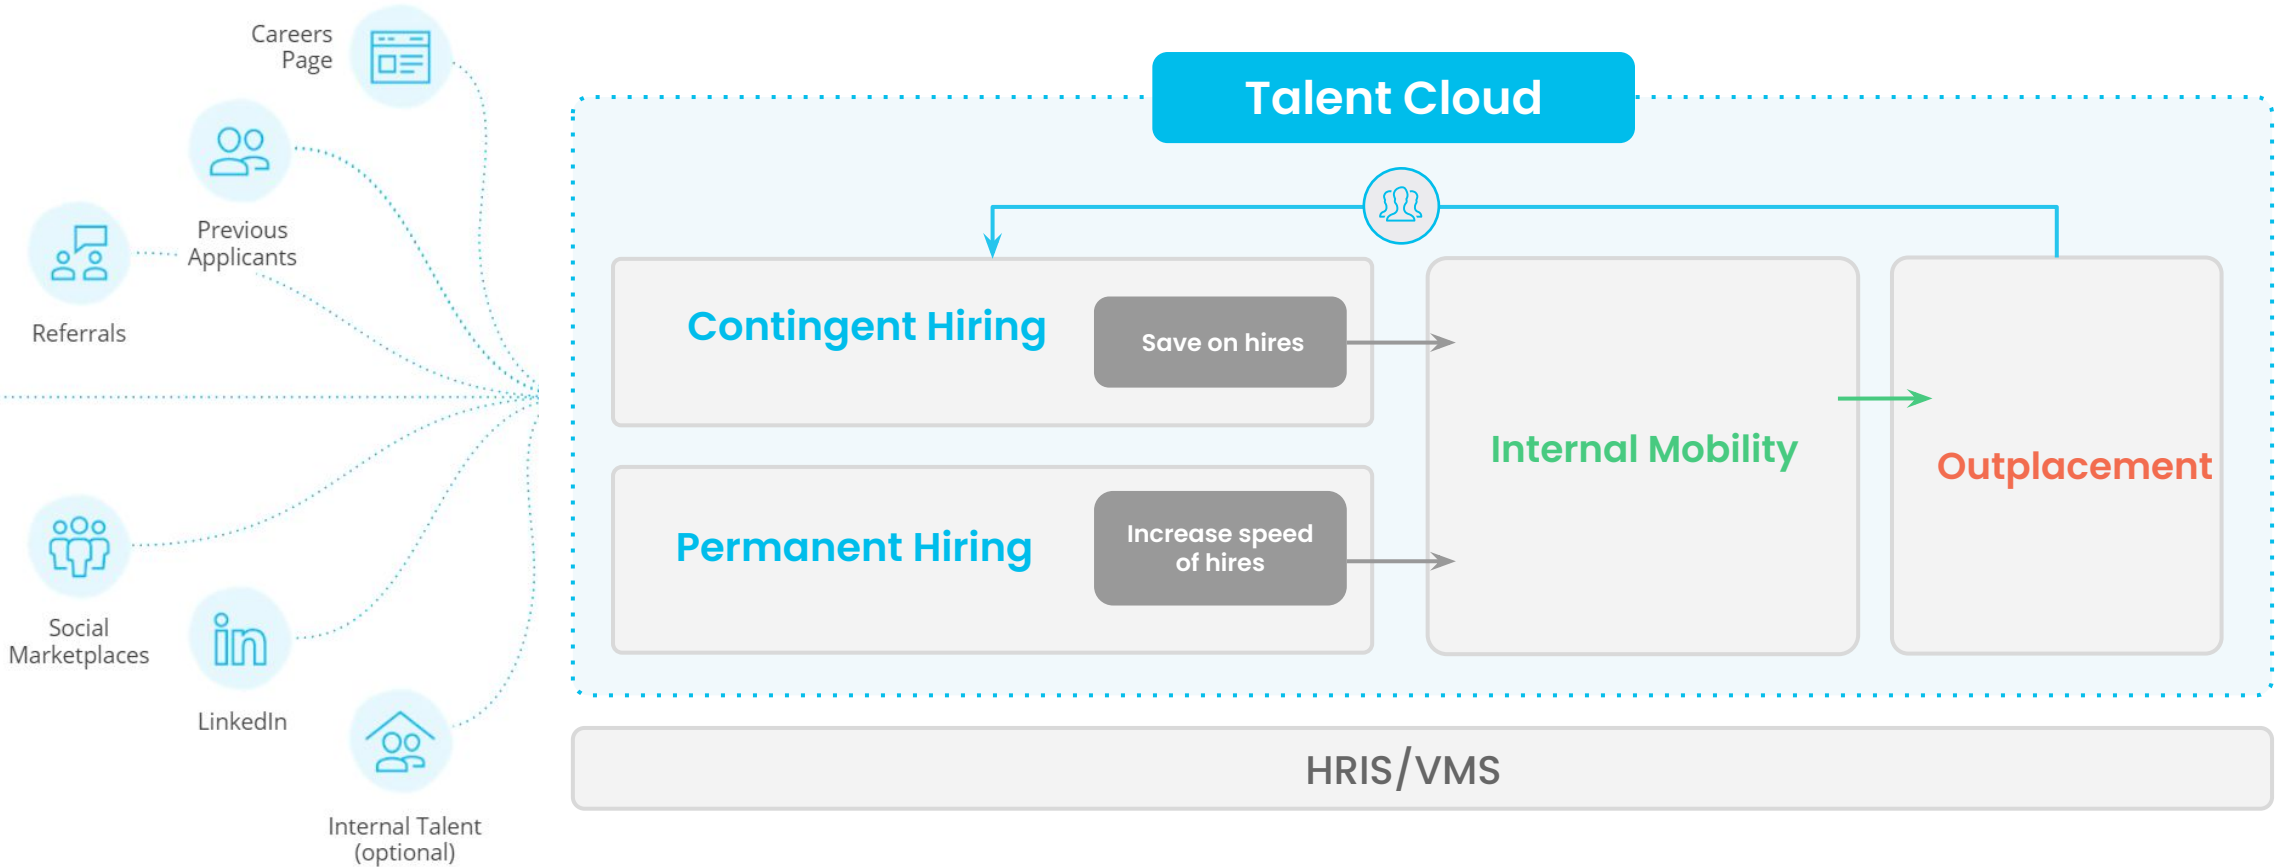 Careers
Page
Previous
Applicants
Referrals
Social
Marketplaces
in
LinkedIn
Internal Talent
(optional)
Talent Cloud
Contingent Hiring
Save on hires
Permanent Hiring
Increase speed
of hires
Internal Mobility
Outplacement
HRIS/VMS